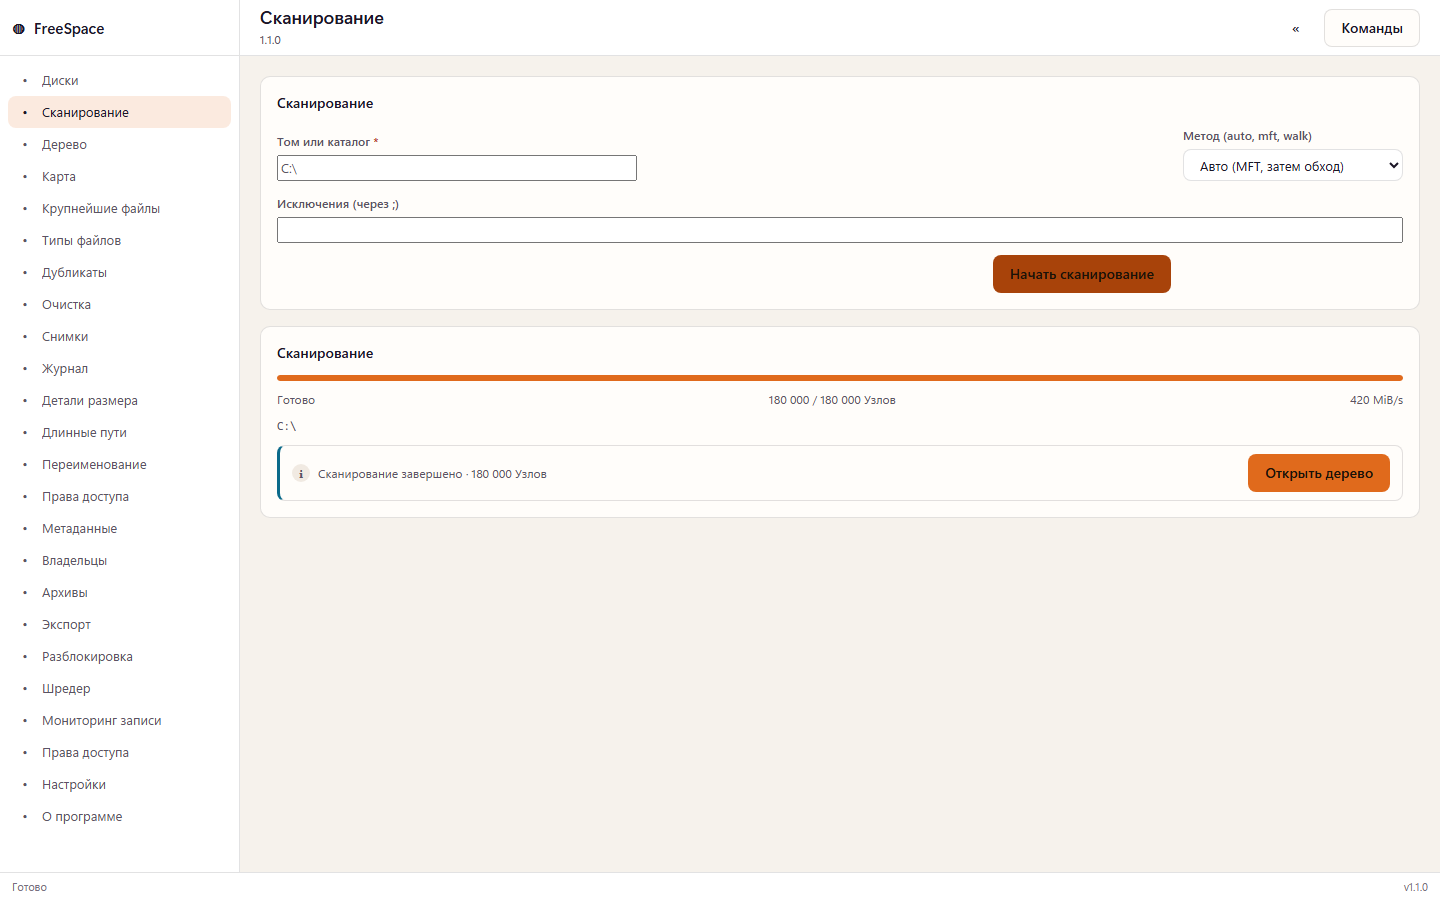 FreeSpace
Диски
Сканирование
Дерево
Карта
Крупнейшие файлы
Типы файлов
Дубликаты
Очистка
Снимки
Журнал
Детали размера
Длинные пути
Переименование
Права доступа
Метаданные
Владельцы
Архивы
Экспорт
Разблокировка
Шредер
Мониторинг записи
Права доступа
Настройки
О программе
Сканирование
1.1.0
« Команды
Сканирование
Том или каталог *
C:\
Метод (auto, mft, walk)
Авто (MFT, затем обход)
Исключения (через ;)
Начать сканирование
Сканирование
Готово 180 000 / 180 000 Узлов 420 MiB/s
C:\
i Сканирование завершено · 180 000 Узлов Открыть дерево
Готово v1.1.0